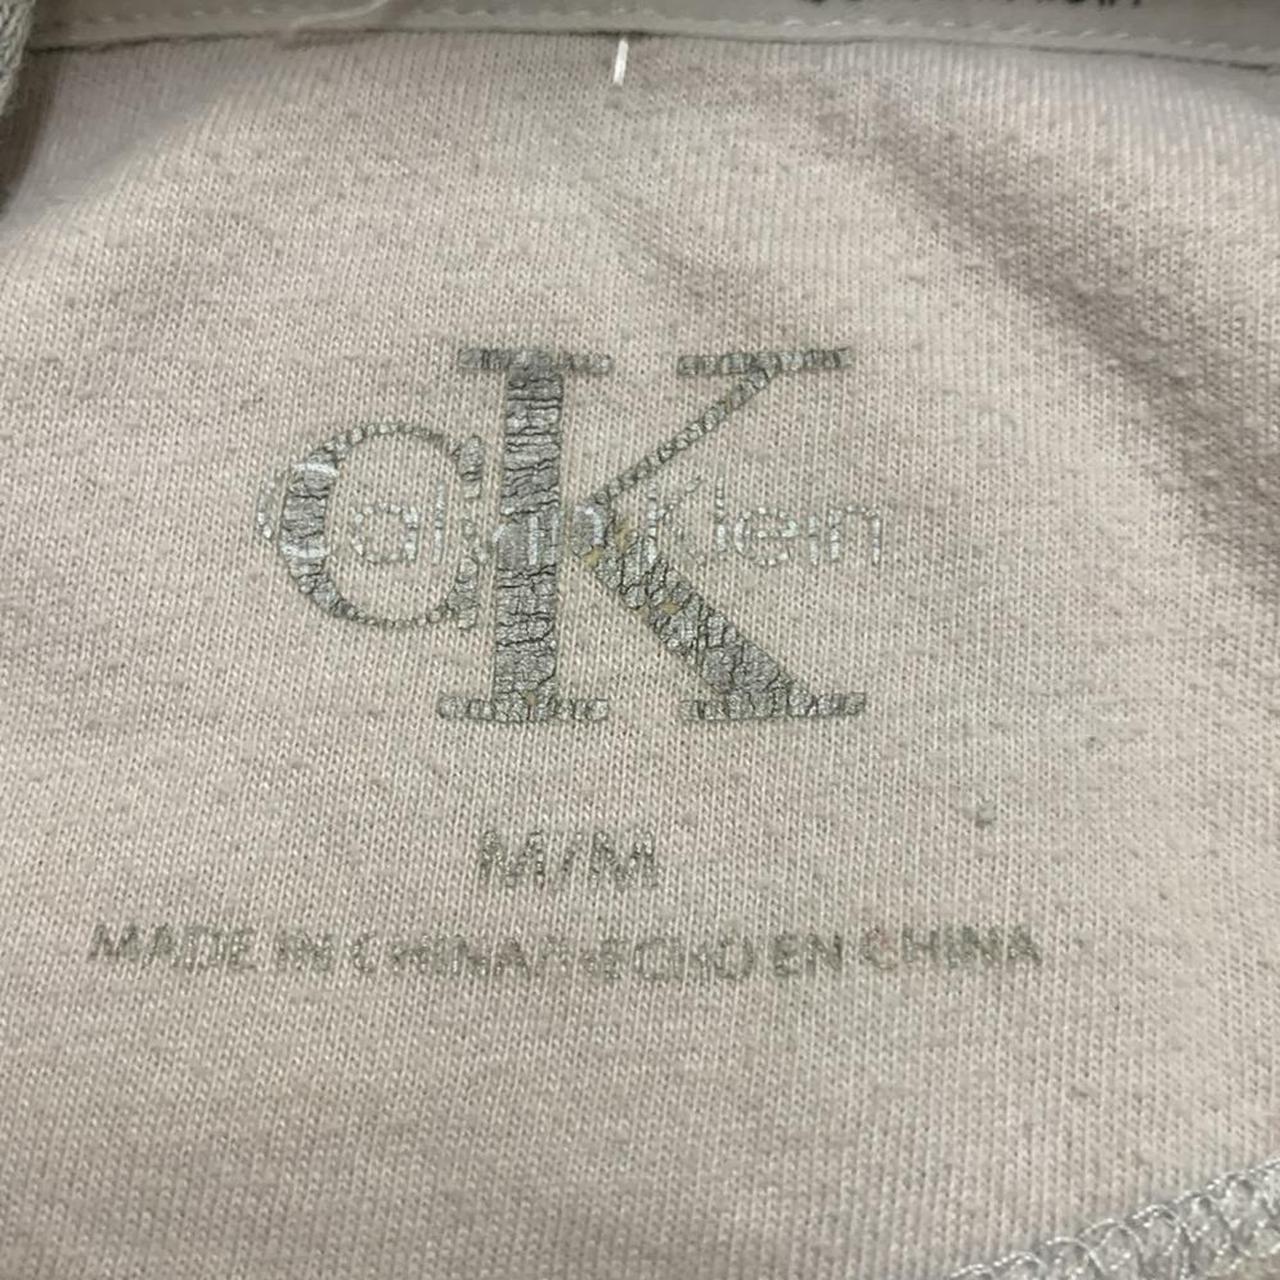 CK
Calvin Klein
M/M
MADE IN CHINA/HECHO EN CHINA